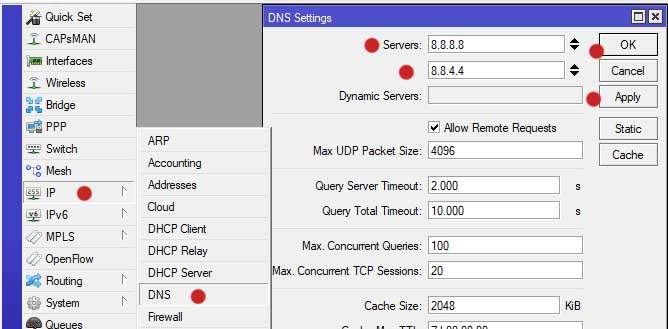 Quick Set
CAPsMAN
Interfaces
Wireless
Bridge
PPP
Switch
Mesh
IP
IPv6
MPLS
OpenFlow
Routing
System
Queues
ARP
Accounting
Addresses
Cloud
DHCP Client
DHCP Relay
DHCP Server
DNS
Firewall
DNS Settings
Servers: 8.8.8.8
8.8.4.4
Dynamic Servers:
Allow Remote Requests
Max UDP Packet Size: 4096
Query Server Timeout: 2.000 s
Query Total Timeout: 10.000 s
Max. Concurrent Queries: 100
Max. Concurrent TCP Sessions: 20
Cache Size: 2048 KiB
OK
Cancel
Apply
Static
Cache